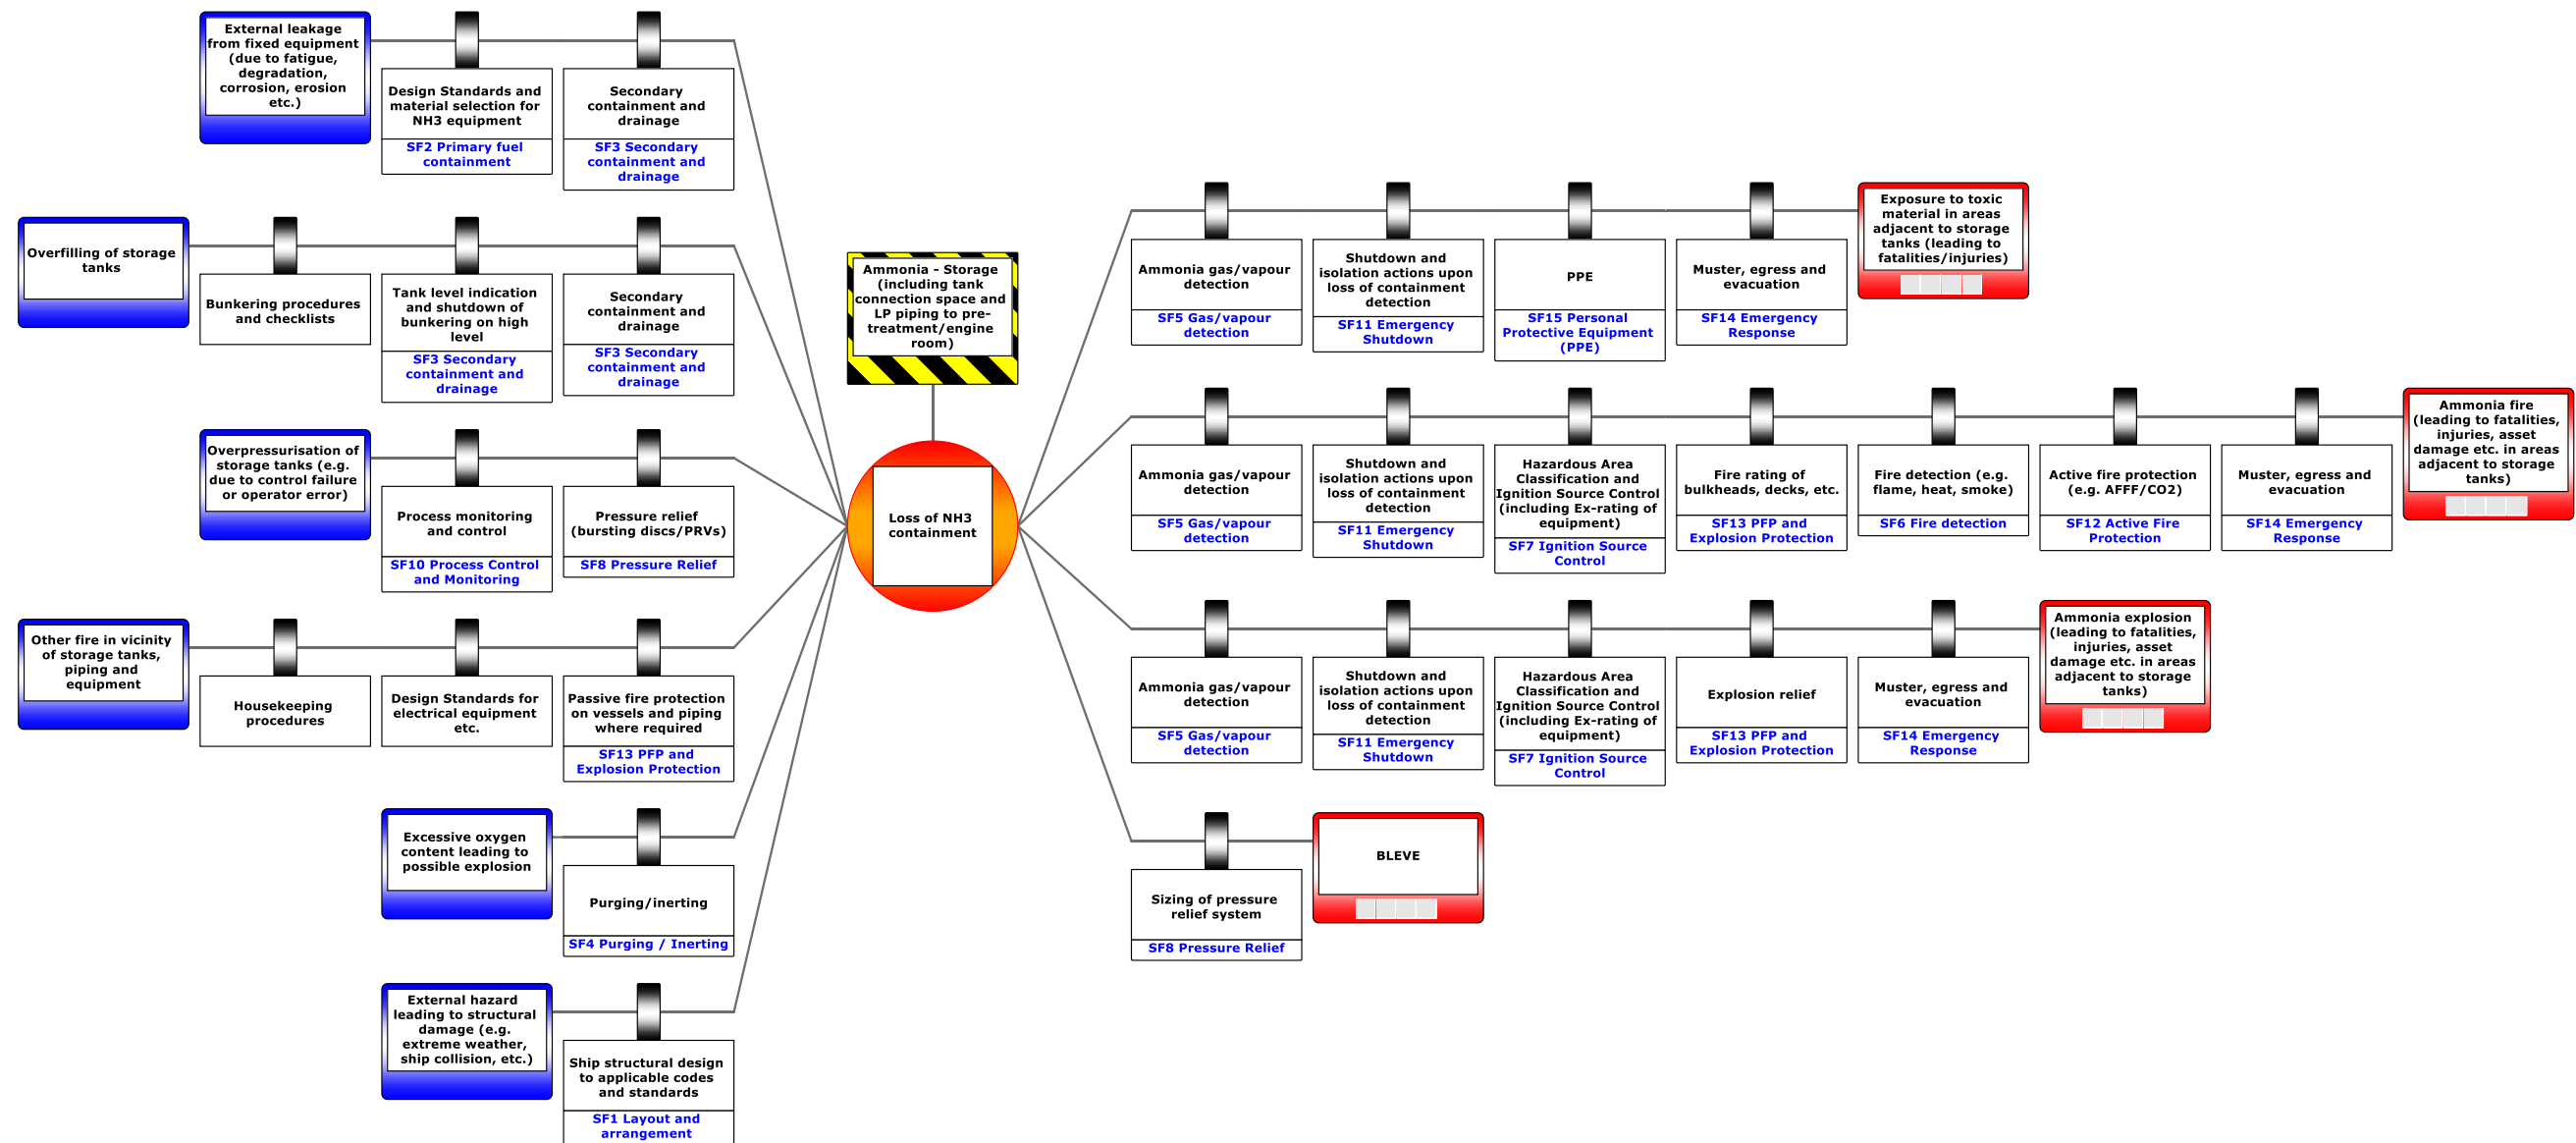 External leakage
from fixed equipment
(due to fatigue,
degradation,
corrosion, erosion
etc.)
Design Standards and
material selection for
NH3 equipment
SF2 Primary fuel
containment
Secondary
containment and
drainage
SF3 Secondary
containment and
drainage
Overfilling of storage
tanks
Bunkering procedures
and checklists
Tank level indication
and shutdown of
bunkering on high
level
SF3 Secondary
containment and
drainage
Secondary
containment and
drainage
SF3 Secondary
containment and
drainage
Overpressurisation of
storage tanks (e.g.
due to control failure
or operator error)
Process monitoring
and control
SF10 Process Control
and Monitoring
Pressure relief
(bursting discs/PRVs)
SF8 Pressure Relief
Other fire in vicinity
of storage tanks,
piping and
equipment
Housekeeping
procedures
Design Standards for
electrical equipment
etc.
Passive fire protection
on vessels and piping
where required
SF13 PFP and
Explosion Protection
Excessive oxygen
content leading to
possible explosion
Purging/inerting
SF4 Purging / Inerting
External hazard
leading to structural
damage (e.g.
extreme weather,
ship collision, etc.)
Ship structural design
to applicable codes
and standards
SF1 Layout and
arrangement
Ammonia - Storage
(including tank
connection space and
LP piping to pre-
treatment/engine
room)
Loss of NH3
containment
Ammonia gas/vapour
detection
SF5 Gas/vapour
detection
Shutdown and
isolation actions upon
loss of containment
detection
SF11 Emergency
Shutdown
PPE
SF15 Personal
Protective Equipment
(PPE)
Muster, egress and
evacuation
SF14 Emergency
Response
Exposure to toxic
material in areas
adjacent to storage
tanks (leading to
fatalities/injuries)
Ammonia gas/vapour
detection
SF5 Gas/vapour
detection
Shutdown and
isolation actions upon
loss of containment
detection
SF11 Emergency
Shutdown
Hazardous Area
Classification and
Ignition Source Control
(including Ex-rating of
equipment)
SF7 Ignition Source
Control
Fire rating of
bulkheads, decks, etc.
SF13 PFP and
Explosion Protection
Fire detection (e.g.
flame, heat, smoke)
SF6 Fire detection
Active fire protection
(e.g. AFFF/CO2)
SF12 Active Fire
Protection
Muster, egress and
evacuation
SF14 Emergency
Response
Ammonia fire
(leading to fatalities,
injuries, asset
damage etc. in areas
adjacent to storage
tanks)
Ammonia gas/vapour
detection
SF5 Gas/vapour
detection
Shutdown and
isolation actions upon
loss of containment
detection
SF11 Emergency
Shutdown
Hazardous Area
Classification and
Ignition Source Control
(including Ex-rating of
equipment)
SF7 Ignition Source
Control
Explosion relief
SF13 PFP and
Explosion Protection
Muster, egress and
evacuation
SF14 Emergency
Response
Ammonia explosion
(leading to fatalities,
injuries, asset
damage etc. in areas
adjacent to storage
tanks)
Sizing of pressure
relief system
SF8 Pressure Relief
BLEVE